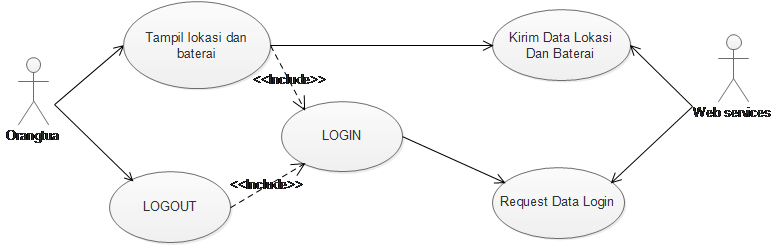 Tampil lokasi dan
baterai
Kirim Data Lokasi
Dan Baterai
<<Include>>
Orangtua
Web services
LOGIN
<<Include>>
LOGOUT
Request Data Login